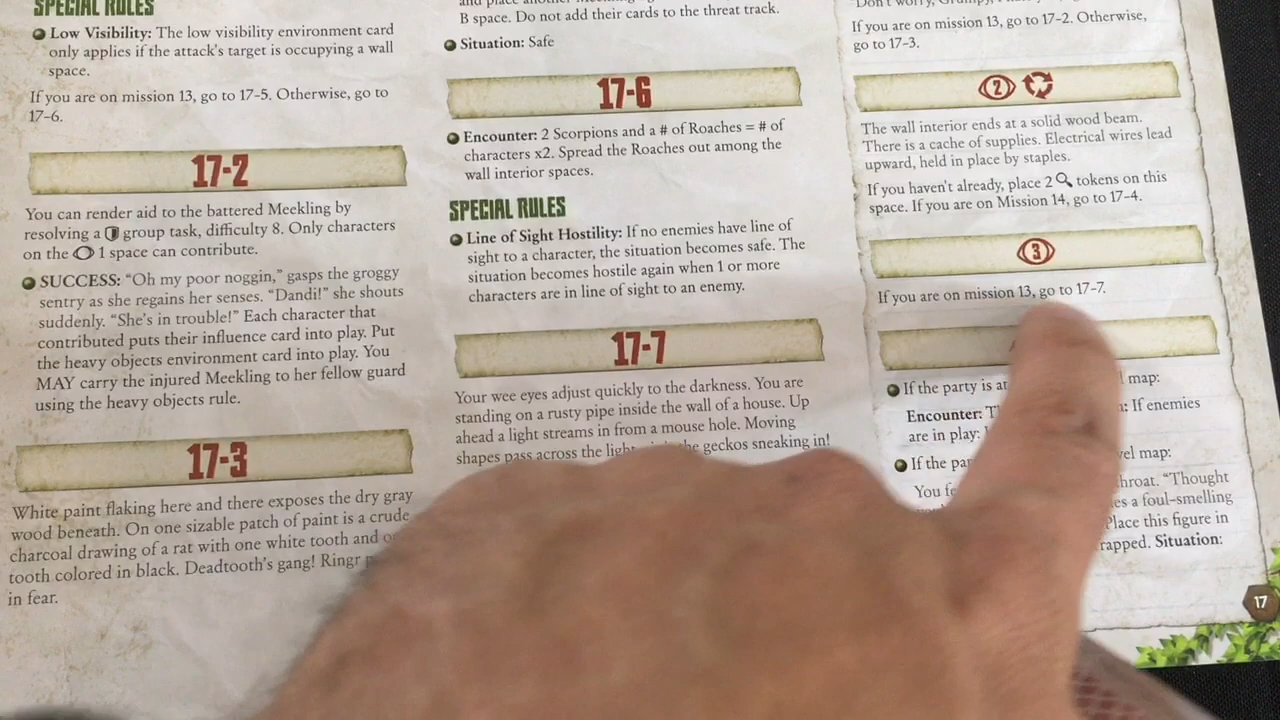 SPECIAL RULES
Low Visibility: The low visibility environment card
only applies if the attack's target is occupying a wall
space.
If you are on mission 13, go to 17-5. Otherwise, go to
17-6.
17-2
You can render aid to the battered Meekling by
resolving a group task, difficulty 8. Only characters
on the 1 space can contribute.
SUCCESS: "Oh my poor noggin," gasps the groggy
sentry as she regains her senses. "Dandi!" she shouts
suddenly. "She's in trouble!" Each character that
contributed puts their influence card into play. Put
the heavy objects environment card into play. You
MAY carry the injured Meekling to her fellow guard
using the heavy objects rule.
17-3
White paint flaking here and there exposes the dry gray
wood beneath. On one sizable patch of paint is a crude
charcoal drawing of a rat with one white tooth and
tooth colored in black. Deadtooth's gang! Ringr
in fear.
B space. Do not add their cards to the threat track.
Situation: Safe
17-6
Encounter: 2 Scorpions and a # of Roaches = # of
characters x2. Spread the Roaches out among the
wall interior spaces.
SPECIAL RULES
Line of Sight Hostility: If no enemies have line of
sight to a character, the situation becomes safe. The
situation becomes hostile again when 1 or more
characters are in line of sight to an enemy.
17-7
Your wee eyes adjust quickly to the darkness. You are
standing on a rusty pipe inside the wall of a house. Up
ahead a light streams in from a mouse hole. Moving
shapes pass across the light the geckos sneaking in!
If you are on mission 13, go to 17-2. Otherwise,
go to 17-3.
2
The wall interior ends at a solid wood beam.
There is a cache of supplies. Electrical wires lead
upward, held in place by staples.
If you haven't already, place 2 tokens on this
space. If you are on Mission 14, go to 17-4.
3
If you are on mission 13, go to 17-7.
If the party is map:
Encounter: If enemies
are in play:
If the map:
You throat. "Thought
a foul-smelling
Place this figure in
Situation:
17